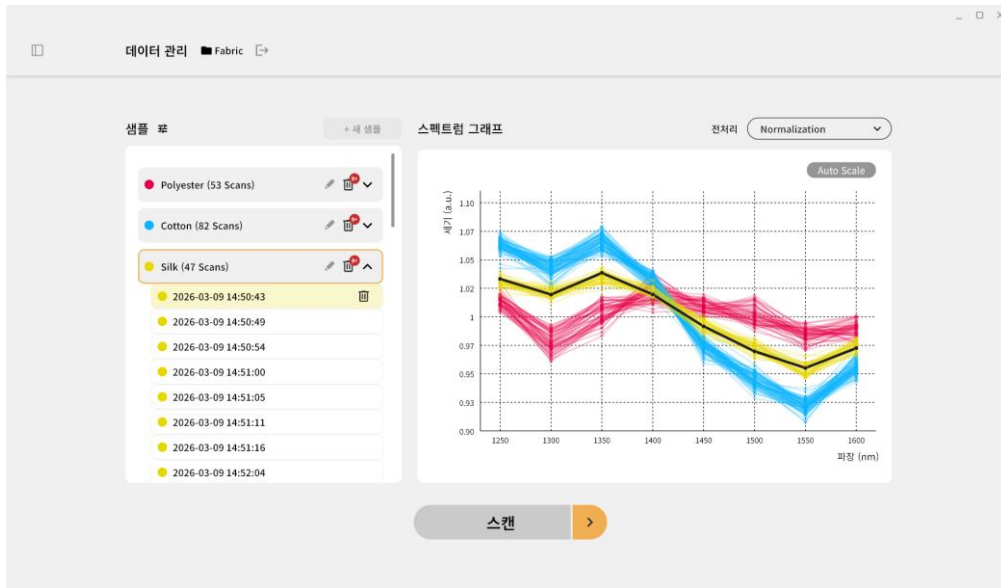 데이터 관리 Fabric
샘플
+ 새 샘플
Polyester (53 Scans)
9+
Cotton (82 Scans)
9+
Silk (47 Scans)
9+
2026-03-09 14:50:43
2026-03-09 14:50:49
2026-03-09 14:50:54
2026-03-09 14:51:00
2026-03-09 14:51:05
2026-03-09 14:51:11
2026-03-09 14:51:16
2026-03-09 14:52:04
스펙트럼 그래프
전처리 Normalization
Auto Scale
세기 (a.u.)
1.10
1.07
1.05
1.02
1
0.97
0.95
0.93
0.90
1250 1300 1350 1400 1450 1500 1550 1600
파장 (nm)
스캔